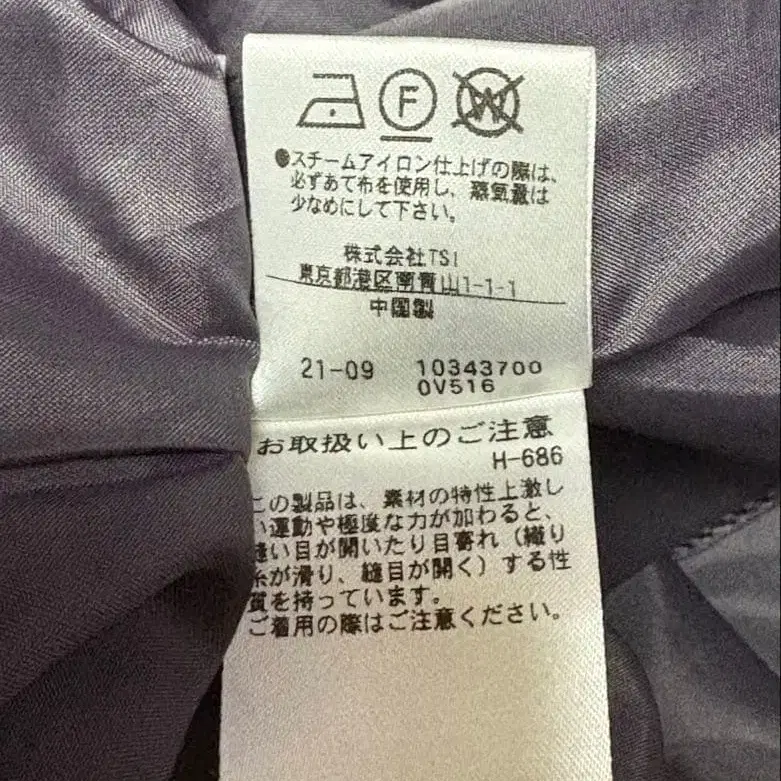 F W
●スチームアイロン仕上げの際は、
必ずあて布を使用し、蒸気量は
少なめにして下さい。
株式会社TSI
東京都港区南青山1-1-1
中国製
21-09 10343700
0V516
お取扱い上のご注意
H-686
この製品は、素材の特性上激し
い運動や極度な力が加わると、
縫い目が開いたり目寄れ（織り
糸が滑り、縫目が開く）する性
質を持っています。
ご着用の際はご注意ください。